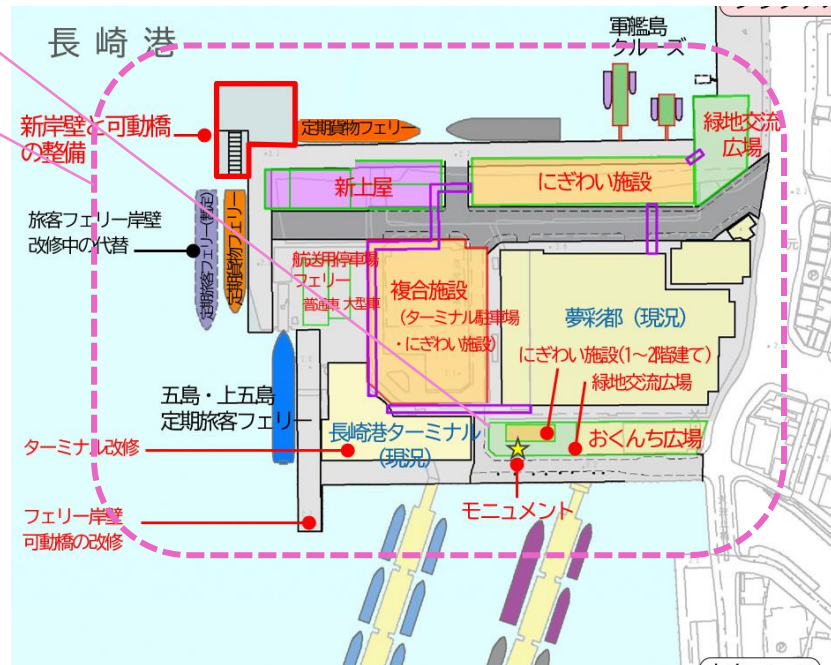 長崎港
軍艦島
クルーズ
新岸壁と可動橋
の整備
定期貨物フェリー
緑地交流
広場
新上屋
にぎわい施設
旅客フェリー岸壁
改修中の代替
定期旅客フェリー(暫定)
定期貨物フェリー
航送用停車場
フェリー
普通車 大型車
複合施設
(ターミナル駐車場
・にぎわい施設)
夢彩都(現況)
にぎわい施設(1~2階建て)
緑地交流広場
五島・上五島
定期旅客フェリー
長崎港ターミナル
(現況)
おくんち広場
ターミナル改修
モニュメント
フェリー岸壁
可動橋の改修
元